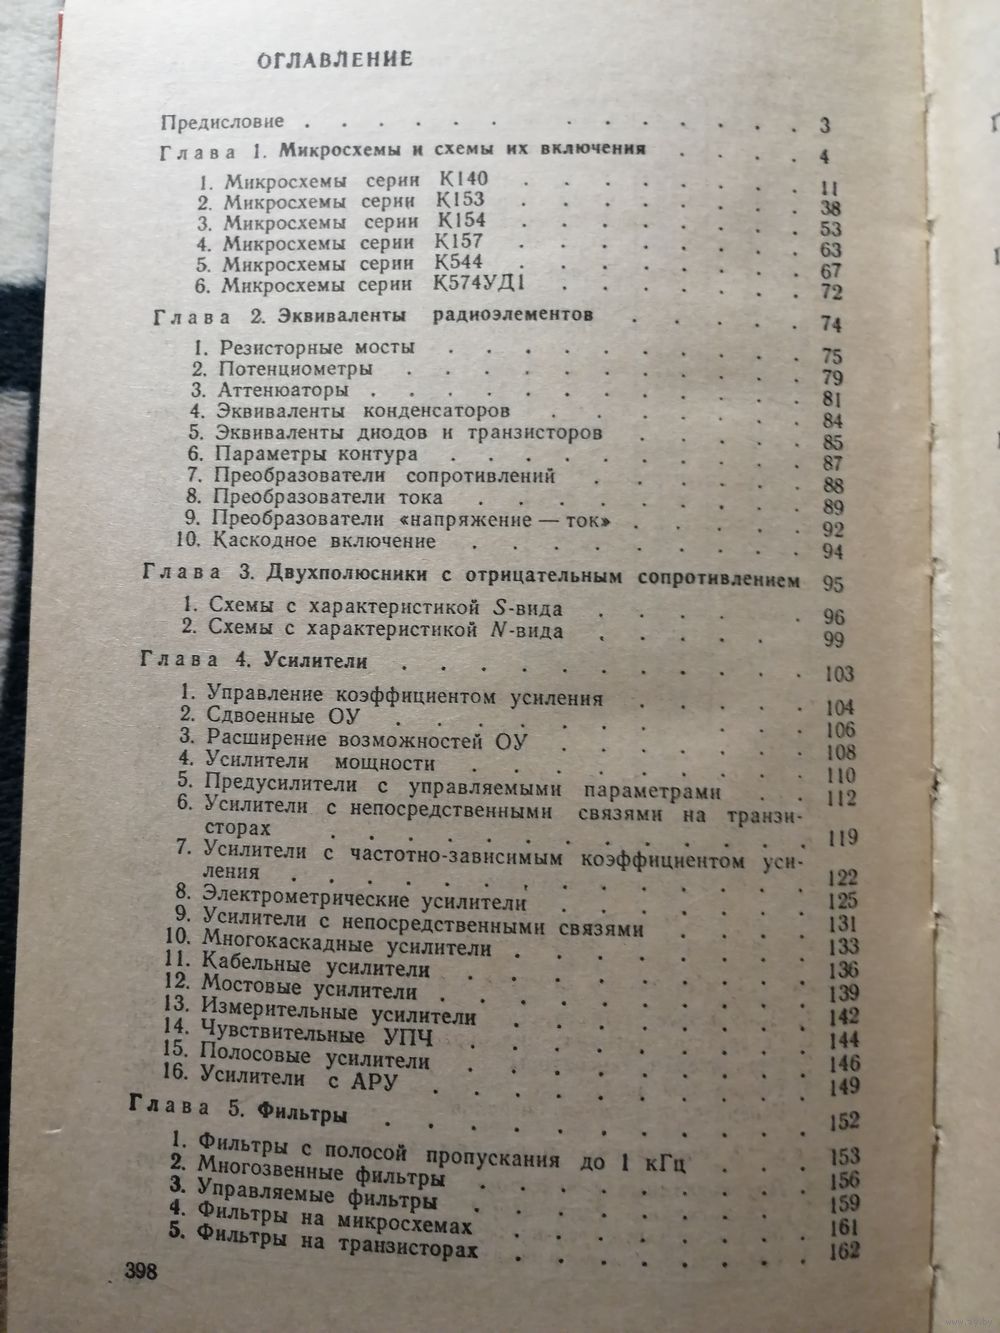 ОГЛАВЛЕНИЕ
Предисловие . . . . . . . . . . . . . 3
Глава 1. Микросхемы и схемы их включения . . . . 4
1. Микросхемы серии К140 . . . . . . . . 11
2. Микросхемы серии К153 . . . . . . . . 38
3. Микросхемы серии К154 . . . . . . . . 53
4. Микросхемы серии К157 . . . . . . . . 63
5. Микросхемы серии К544 . . . . . . . . 67
6. Микросхемы серии К574УД1 . . . . . . . 72
Глава 2. Эквиваленты радиоэлементов . . . . . 74
1. Резисторные мосты . . . . . . . . . 75
2. Потенциометры . . . . . . . . . . 79
3. Аттенюаторы . . . . . . . . . . . 81
4. Эквиваленты конденсаторов . . . . . . . 84
5. Эквиваленты диодов и транзисторов . . . . . 85
6. Параметры контура . . . . . . . . . 87
7. Преобразователи сопротивлений . . . . . . 88
8. Преобразователи тока . . . . . . . . 89
9. Преобразователи «напряжение — ток» . . . . . 92
10. Каскодное включение . . . . . . . . . 94
Глава 3. Двухполюсники с отрицательным сопротивлением 95
1. Схемы с характеристикой S-вида . . . . . 96
2. Схемы с характеристикой N-вида . . . . . 99
Глава 4. Усилители . . . . . . . . . . . 103
1. Управление коэффициентом усиления . . . . . 104
2. Сдвоенные ОУ . . . . . . . . . . 106
3. Расширение возможностей ОУ . . . . . . . 108
4. Усилители мощности . . . . . . . . . 110
5. Предусилители с управляемыми параметрами . . 112
6. Усилители с непосредственными связями на транзи-
сторах . . . . . . . . . . . . . 119
7. Усилители с частотно-зависимым коэффициентом уси-
ления . . . . . . . . . . . . . 122
8. Электрометрические усилители . . . . . . . 125
9. Усилители с непосредственными связями . . . . 131
10. Многокаскадные усилители . . . . . . . . 133
11. Кабельные усилители . . . . . . . . . 136
12. Мостовые усилители . . . . . . . . . . 139
13. Измерительные усилители . . . . . . . . 142
14. Чувствительные УПЧ . . . . . . . . . 144
15. Полосовые усилители . . . . . . . . . 146
16. Усилители с АРУ . . . . . . . . . . 149
Глава 5. Фильтры . . . . . . . . . . . 152
1. Фильтры с полосой пропускания до 1 кГц . . . 153
2. Многозвенные фильтры . . . . . . . . . 156
3. Управляемые фильтры . . . . . . . . . 159
4. Фильтры на микросхемах . . . . . . . . 161
5. Фильтры на транзисторах . . . . . . . . 162
398